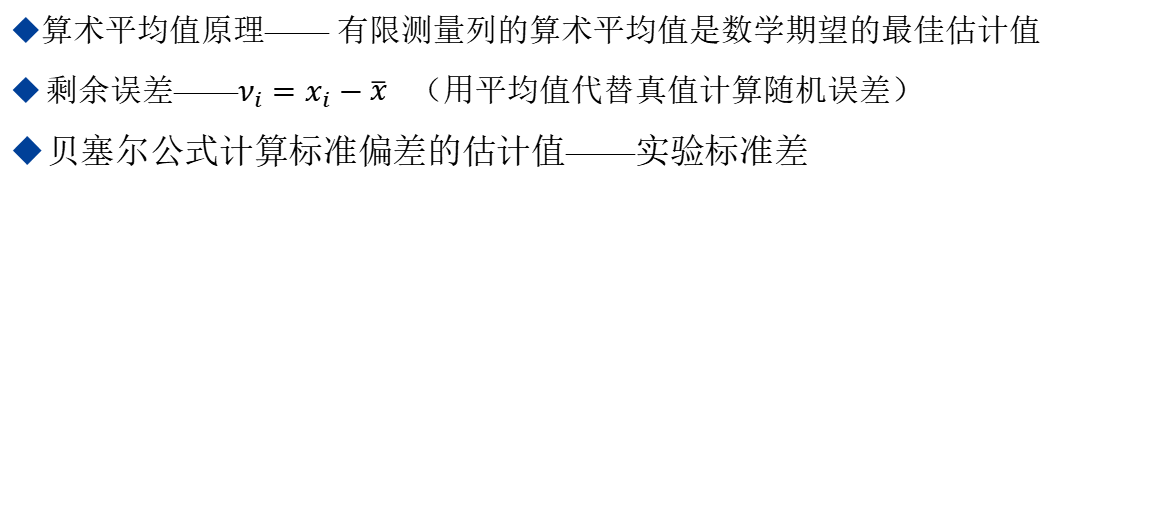 ◆算术平均值原理—— 有限测量列的算术平均值是数学期望的最佳估计值
◆ 剩余误差——𝜈ᵢ = 𝑥ᵢ − x̄ （用平均值代替真值计算随机误差）
◆ 贝塞尔公式计算标准偏差的估计值——实验标准差